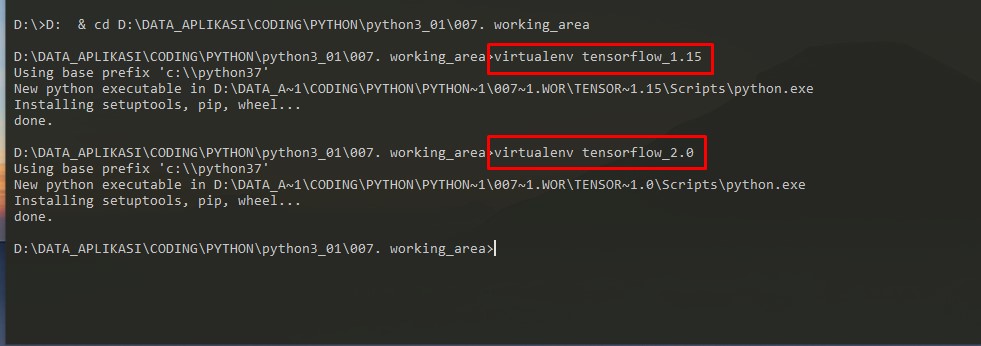 D:\>D:  & cd D:\DATA_APLIKASI\CODING\PYTHON\python3_01\007. working_area
D:\DATA_APLIKASI\CODING\PYTHON\python3_01\007. working_area>virtualenv tensorflow_1.15
Using base prefix 'c:\\python37'
New python executable in D:\DATA_A~1\CODING\PYTHON\PYTHON~1\007~1.WOR\TENSOR~1.15\Scripts\python.exe
Installing setuptools, pip, wheel...
done.
D:\DATA_APLIKASI\CODING\PYTHON\python3_01\007. working_area>virtualenv tensorflow_2.0
Using base prefix 'c:\\python37'
New python executable in D:\DATA_A~1\CODING\PYTHON\PYTHON~1\007~1.WOR\TENSOR~1.0\Scripts\python.exe
Installing setuptools, pip, wheel...
done.
D:\DATA_APLIKASI\CODING\PYTHON\python3_01\007. working_area>